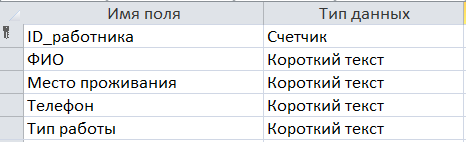 Имя поля Тип данных
ID_работника Счетчик
ФИО Короткий текст
Место проживания Короткий текст
Телефон Короткий текст
Тип работы Короткий текст